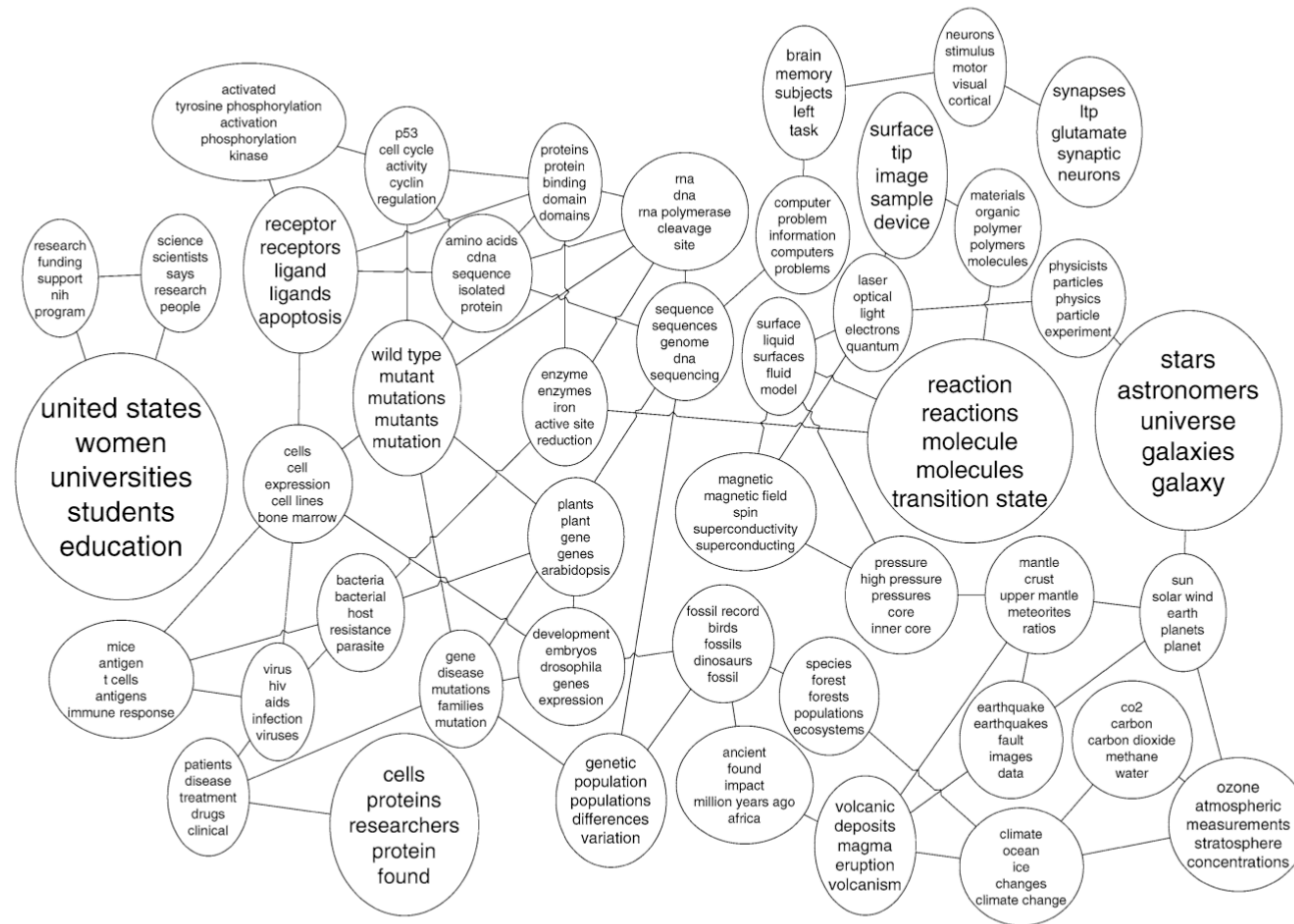 brain
memory
subjects
left
task
neurons
stimulus
motor
visual
cortical
synapses
ltp
glutamate
synaptic
neurons
activated
tyrosine phosphorylation
activation
phosphorylation
kinase
p53
cell cycle
activity
cyclin
regulation
proteins
protein
binding
domain
domains
rna
dna
rna polymerase
cleavage
site
computer
problem
information
computers
problems
surface
tip
image
sample
device
materials
organic
polymer
polymers
molecules
research
funding
support
nih
program
science
scientists
says
research
people
receptor
receptors
ligand
ligands
apoptosis
amino acids
cdna
sequence
isolated
protein
sequence
sequences
genome
dna
sequencing
surface
liquid
surfaces
fluid
model
laser
optical
light
electrons
quantum
physicists
particles
physics
particle
experiment
united states
women
universities
students
education
wild type
mutant
mutations
mutants
mutation
enzyme
enzymes
iron
active site
reduction
reaction
reactions
molecule
molecules
transition state
stars
astronomers
universe
galaxies
galaxy
cells
cell
expression
cell lines
bone marrow
plants
plant
gene
genes
arabidopsis
magnetic
magnetic field
spin
superconductivity
superconducting
pressure
high pressure
pressures
core
inner core
mantle
crust
upper mantle
meteorites
ratios
sun
solar wind
earth
planets
planet
bacteria
bacterial
host
resistance
parasite
mice
antigen
t cells
antigens
immune response
virus
hiv
aids
infection
viruses
gene
disease
mutations
families
mutation
development
embryos
drosophila
genes
expression
fossil record
birds
fossils
dinosaurs
fossil
species
forest
forests
populations
ecosystems
earthquake
earthquakes
fault
images
data
co2
carbon
carbon dioxide
methane
water
patients
disease
treatment
drugs
clinical
cells
proteins
researchers
protein
found
genetic
population
populations
differences
variation
ancient
found
impact
million years ago
africa
volcanic
deposits
magma
eruption
volcanism
climate
ocean
ice
changes
climate change
ozone
atmospheric
measurements
stratosphere
concentrations